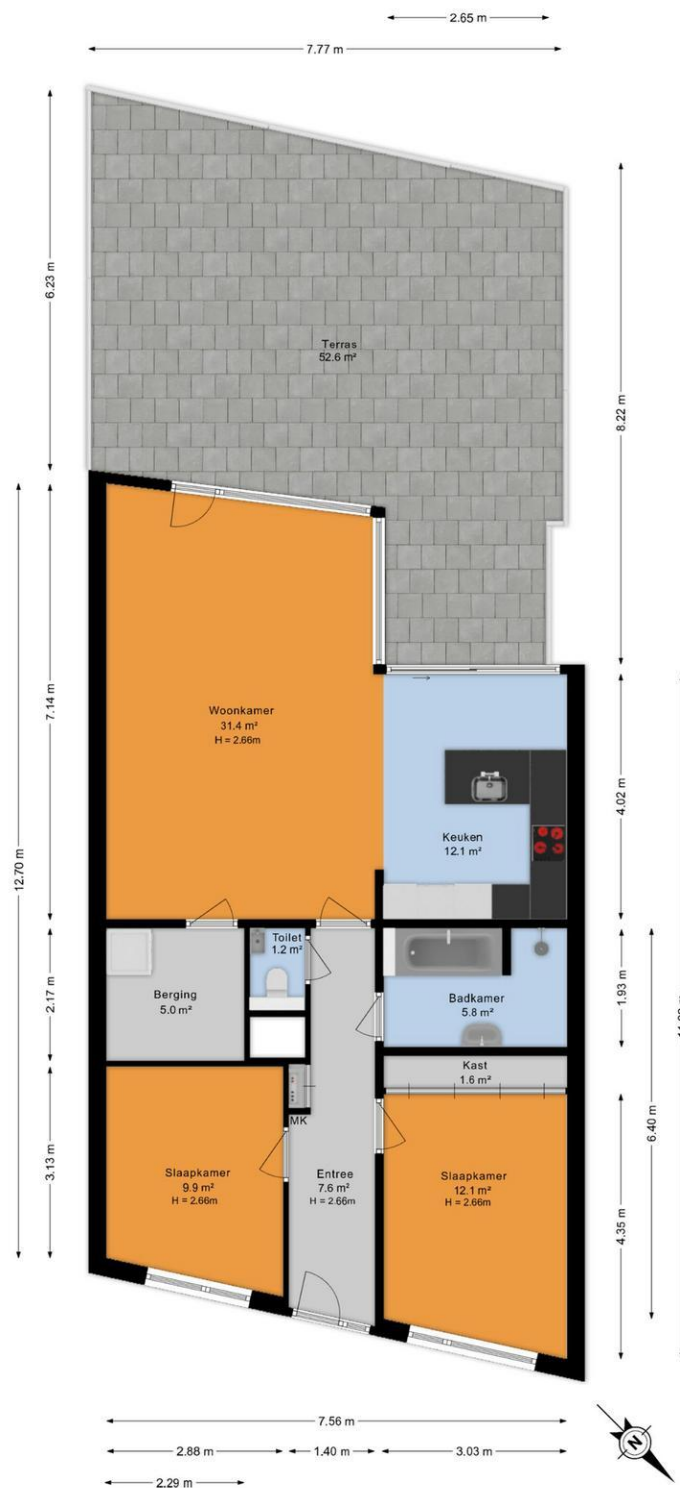 2.65 m
7.77 m
6.23 m
8.22 m
Terras
52.6 m²
7.14 m
12.70 m
Woonkamer
31.4 m²
H = 2.66m
4.02 m
Keuken
12.1 m²
Toilet
1.2 m²
2.17 m
Berging
5.0 m²
Badkamer
5.8 m²
1.93 m
Kast
1.6 m²
MK
3.13 m
Slaapkamer
9.9 m²
H = 2.66m
Entree
7.6 m²
H = 2.66m
Slaapkamer
12.1 m²
H = 2.66m
6.40 m
4.35 m
7.56 m
2.88 m
1.40 m
3.03 m
2.29 m
N